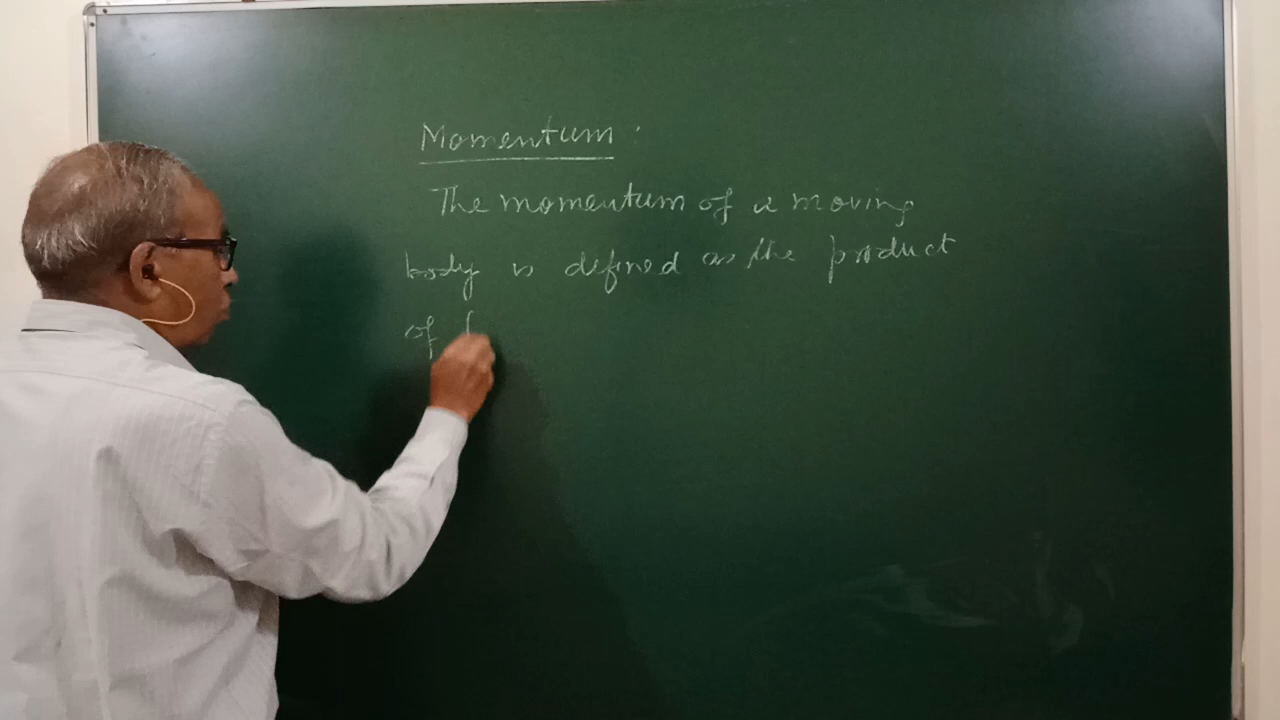 Momentum :
The momentum of a moving
body is defined as the product
of